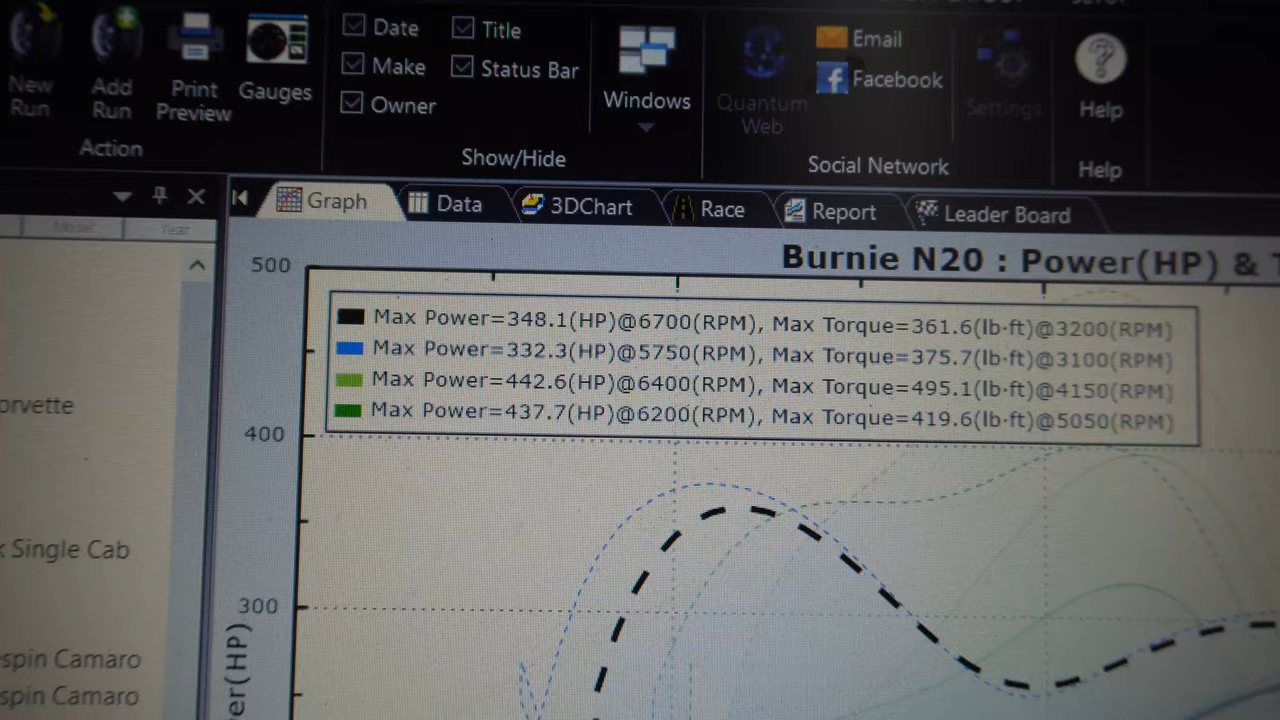 New Run
Add Run
Print Preview
Gauges
Action
Date
Title
Make
Status Bar
Owner
Show/Hide
Windows
Quantum Web
Email
Facebook
Social Network
Settings
Help
Help
Model
Year
Graph
Data
3DChart
Race
Report
Leader Board
Burnie N20 : Power(HP) &
500
Max Power=348.1(HP)@6700(RPM), Max Torque=361.6(lb·ft)@3200(RPM)
Max Power=332.3(HP)@5750(RPM), Max Torque=375.7(lb·ft)@3100(RPM)
Max Power=442.6(HP)@6400(RPM), Max Torque=495.1(lb·ft)@4150(RPM)
Max Power=437.7(HP)@6200(RPM), Max Torque=419.6(lb·ft)@5050(RPM)
orvette
400
Single Cab
300
spin Camaro
spin Camaro
er(HP)